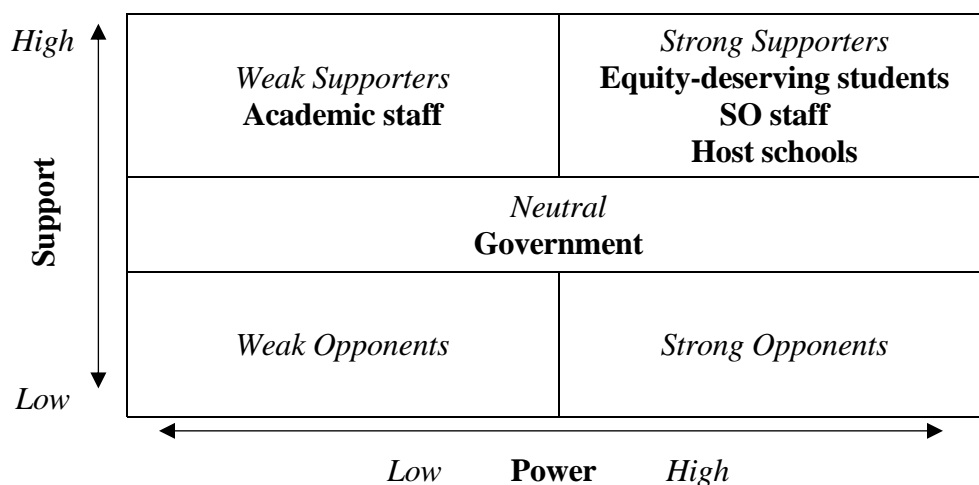 High
Support
Low
Weak Supporters
Academic staff
Strong Supporters
Equity-deserving students
SO staff
Host schools
Neutral
Government
Weak Opponents
Strong Opponents
Low Power High